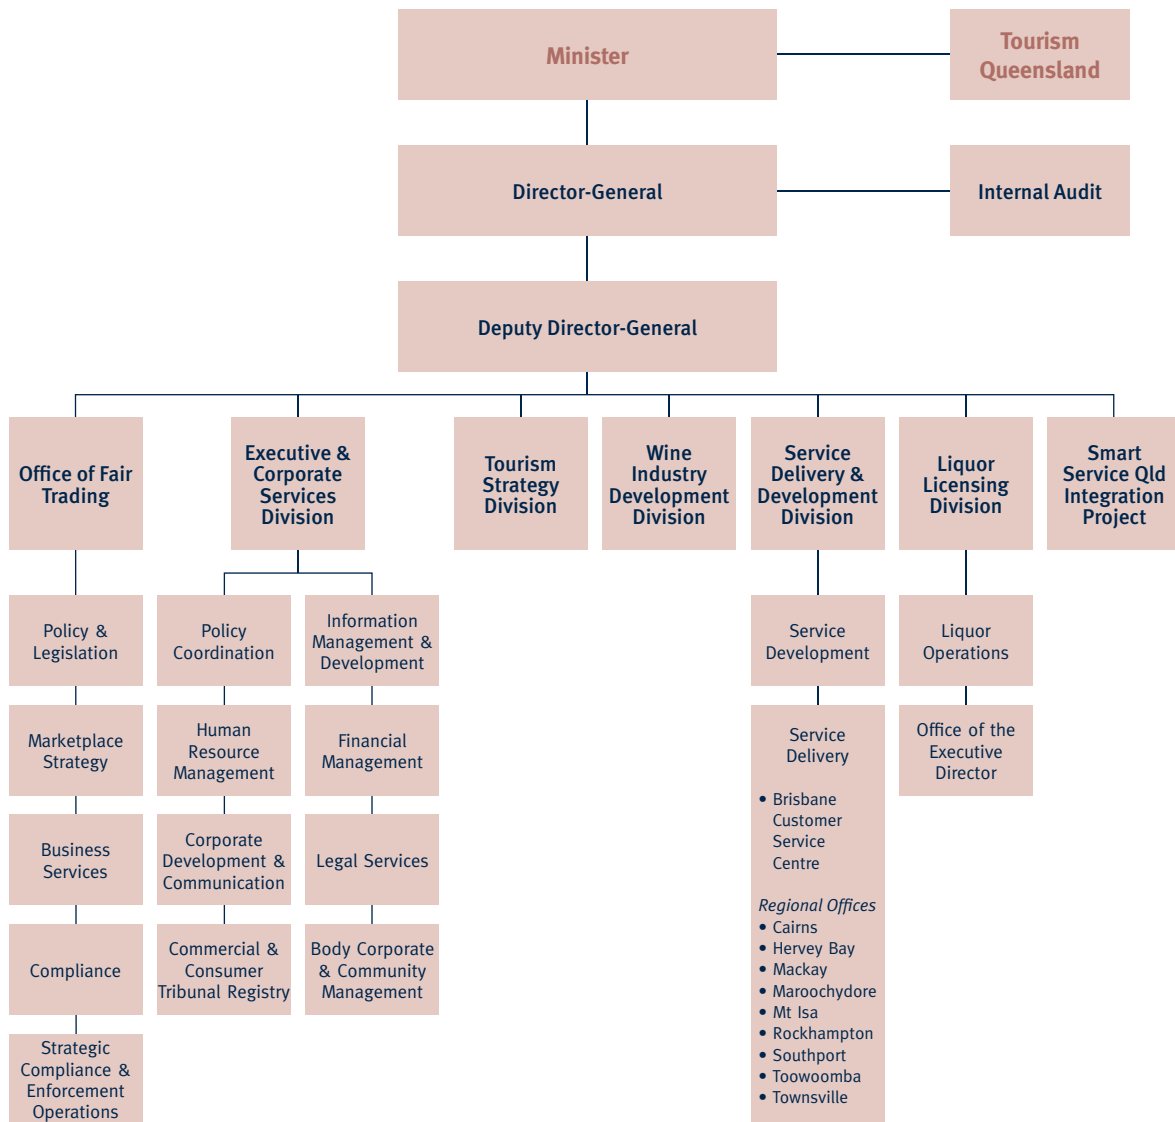 Minister
Tourism
Queensland
Director-General
Internal Audit
Deputy Director-General
Office of Fair
Trading
Executive &
Corporate
Services
Division
Tourism
Strategy
Division
Wine
Industry
Development
Division
Service
Delivery &
Development
Division
Liquor
Licensing
Division
Smart
Service Qld
Integration
Project
Policy &
Legislation
Marketplace
Strategy
Business
Services
Compliance
Strategic
Compliance &
Enforcement
Operations
Policy
Coordination
Human
Resource
Management
Corporate
Development &
Communication
Commercial &
Consumer
Tribunal Registry
Information
Management &
Development
Financial
Management
Legal Services
Body Corporate
& Community
Management
Service
Development
Service
Delivery
• Brisbane
Customer
Service
Centre
Regional Offices
• Cairns
• Hervey Bay
• Mackay
• Maroochydore
• Mt Isa
• Rockhampton
• Southport
• Toowoomba
• Townsville
Liquor
Operations
Office of the
Executive
Director